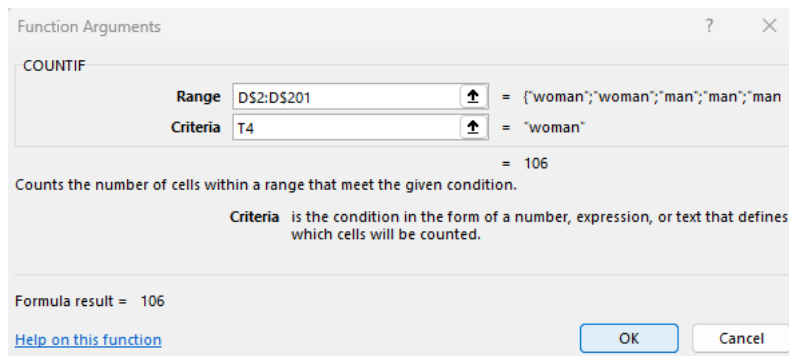 Function Arguments ? ×
COUNTIF
Range D$2:D$201 = {"woman";"woman";"man";"man";"man
Criteria T4 = "woman"
= 106
Counts the number of cells within a range that meet the given condition.
Criteria is the condition in the form of a number, expression, or text that defines
which cells will be counted.
Formula result = 106
Help on this function OK Cancel